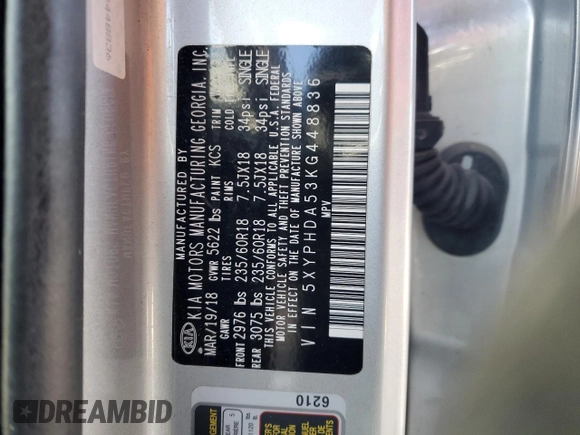 MANUFACTURED BY
KIA KIA MOTORS MANUFACTURING GEORGIA, INC.
MAR/19/18 GVWR 5622 lbs PAINT KCS TRIM
GAWR TIRES RIMS COLD
FRONT 2976 lbs 235/60R18 7.5JX18 34psi SINGLE
REAR 3075 lbs 235/60R18 7.5JX18 34psi SINGLE
THIS VEHICLE CONFORMS TO ALL APPLICABLE U.S.A. FEDERAL
MOTOR VEHICLE SAFETY AND THEFT PREVENTION STANDARDS
IN EFFECT ON THE DATE OF MANUFACTURE SHOWN ABOVE
VIN 5XYPHDA53KG448836
MPV
6210
DREAMBID